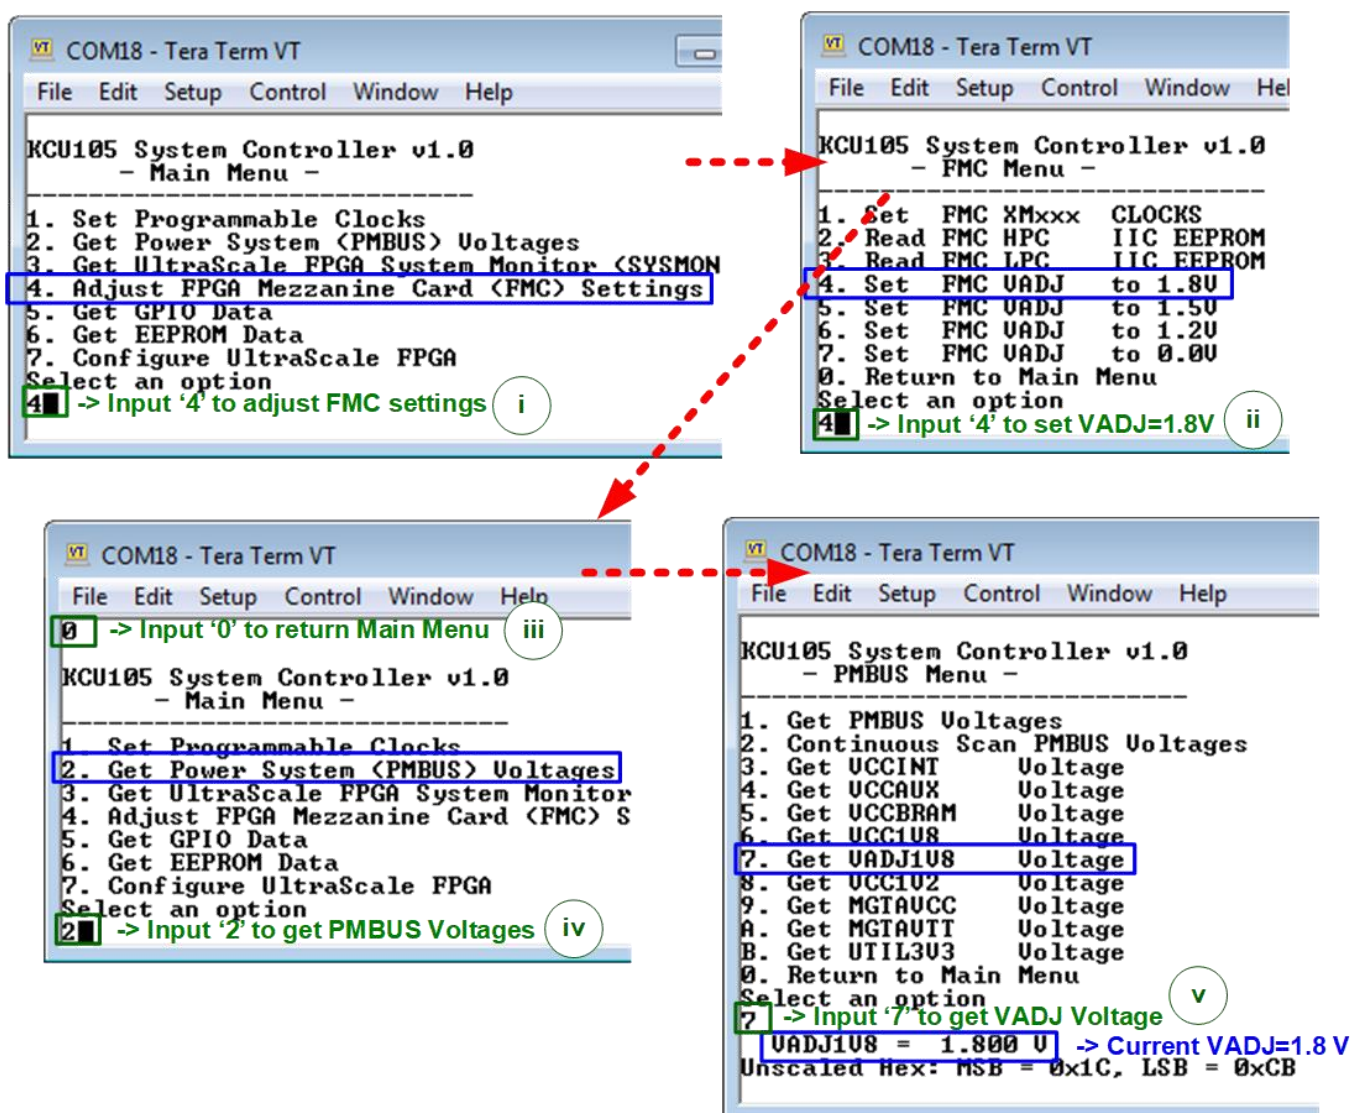 COM18 - Tera Term VT
File Edit Setup Control Window Help
KCU105 System Controller v1.0
- Main Menu -
-----------------------------
1. Set Programmable Clocks
2. Get Power System (PMBUS) Voltages
3. Get UltraScale FPGA System Monitor (SYSMON
4. Adjust FPGA Mezzanine Card (FMC) Settings
5. Get GPIO Data
6. Get EEPROM Data
7. Configure UltraScale FPGA
Select an option
4 -> Input ‘4’ to adjust FMC settings i
COM18 - Tera Term VT
File Edit Setup Control Window Hel
KCU105 System Controller v1.0
- FMC Menu -
-----------------------------
1. Set FMC XMxxx CLOCKS
2. Read FMC HPC IIC EEPROM
3. Read FMC LPC IIC EEPROM
4. Set FMC VADJ to 1.8V
5. Set FMC VADJ to 1.5V
6. Set FMC VADJ to 1.2V
7. Set FMC VADJ to 0.0V
0. Return to Main Menu
Select an option
4 -> Input ‘4’ to set VADJ=1.8V ii
COM18 - Tera Term VT
File Edit Setup Control Window Help
0 -> Input ‘0’ to return Main Menu iii
KCU105 System Controller v1.0
- Main Menu -
-----------------------------
1. Set Programmable Clocks
2. Get Power System (PMBUS) Voltages
3. Get UltraScale FPGA System Monitor
4. Adjust FPGA Mezzanine Card (FMC) S
5. Get GPIO Data
6. Get EEPROM Data
7. Configure UltraScale FPGA
Select an option
2 -> Input ‘2’ to get PMBUS Voltages iv
COM18 - Tera Term VT
File Edit Setup Control Window Help
KCU105 System Controller v1.0
- PMBUS Menu -
-----------------------------
1. Get PMBUS Voltages
2. Continuous Scan PMBUS Voltages
3. Get VCCINT Voltage
4. Get VCCAUX Voltage
5. Get VCCBRAM Voltage
6. Get VCC1V8 Voltage
7. Get VADJ1V8 Voltage
8. Get VCC1V2 Voltage
9. Get MGTAVCC Voltage
A. Get MGTAVTT Voltage
B. Get UTIL3V3 Voltage
0. Return to Main Menu
Select an option v
7 -> Input ‘7’ to get VADJ Voltage
VADJ1V8 = 1.800 V -> Current VADJ=1.8 V
Unscaled Hex: MSB = 0x1C, LSB = 0xCB